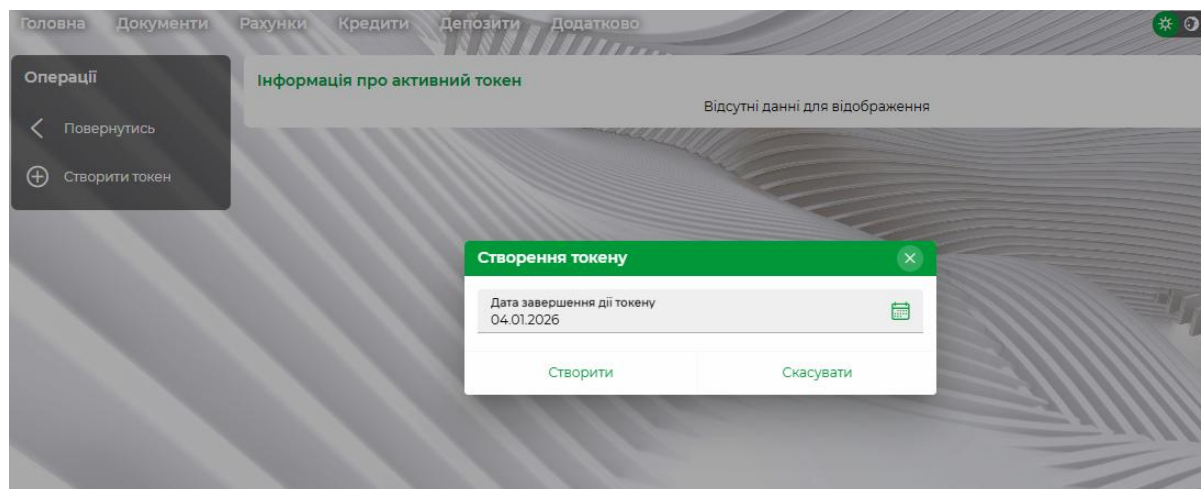 Головна Документи Рахунки Кредити Депозити Додатково
Операції
Повернутись
Створити токен
Інформація про активний токен
Відсутні данні для відображення
Створення токену
Дата завершення дії токену
04.01.2026
Створити Скасувати